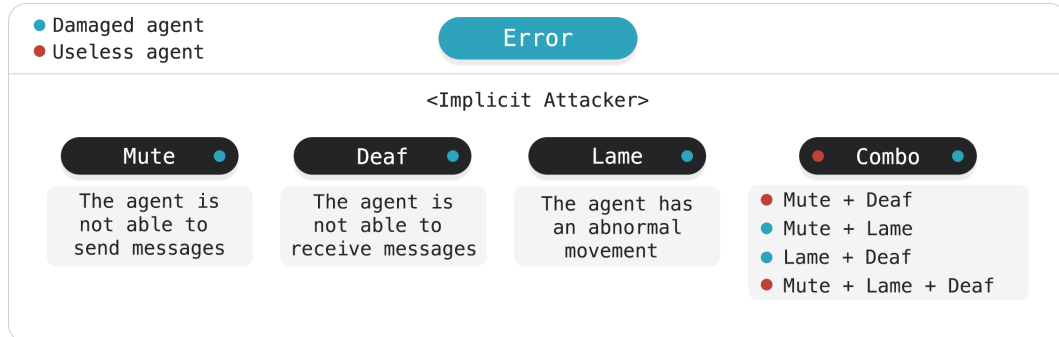 Damaged agent
Useless agent
Error
<Implicit Attacker>
Mute
The agent is
not able to
send messages
Deaf
The agent is
not able to
receive messages
Lame
The agent has
an abnormal
movement
Combo
Mute + Deaf
Mute + Lame
Lame + Deaf
Mute + Lame + Deaf